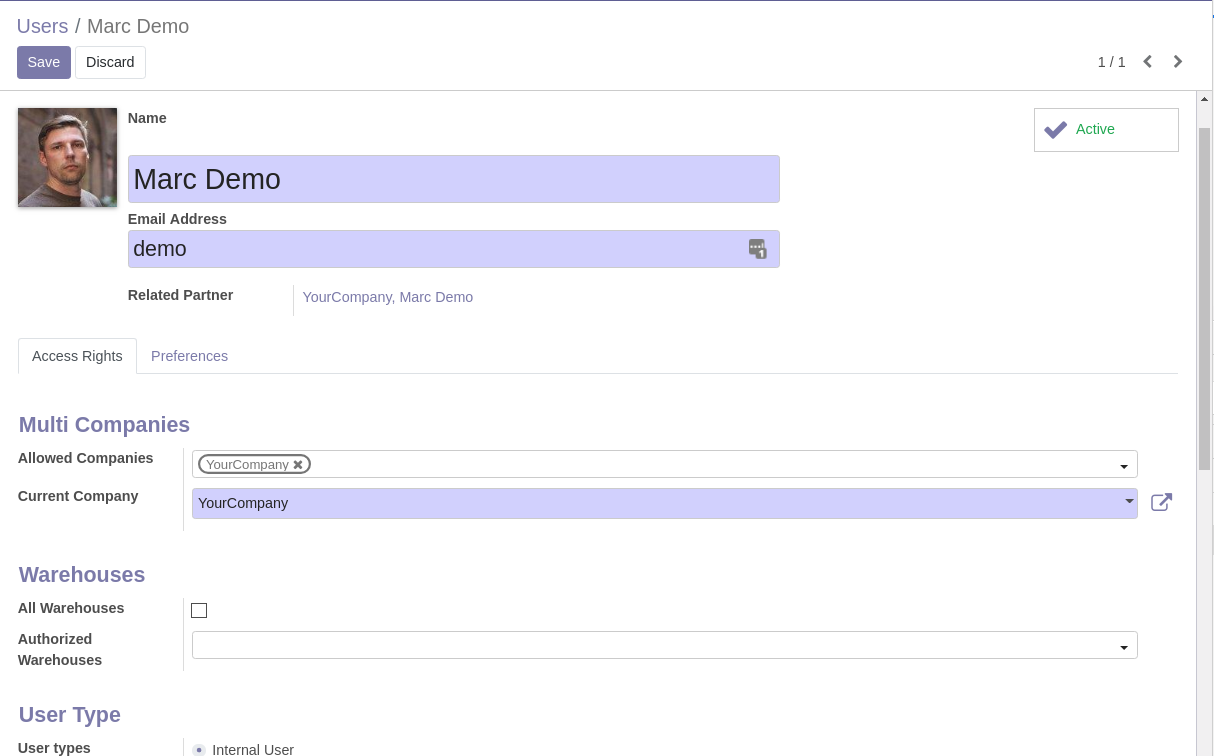 Users / Marc Demo
Save Discard 1 / 1
Name
Active
Marc Demo
Email Address
demo
Related Partner YourCompany, Marc Demo
Access Rights Preferences
Multi Companies
Allowed Companies YourCompany
Current Company YourCompany
Warehouses
All Warehouses
Authorized
Warehouses
User Type
User types Internal User